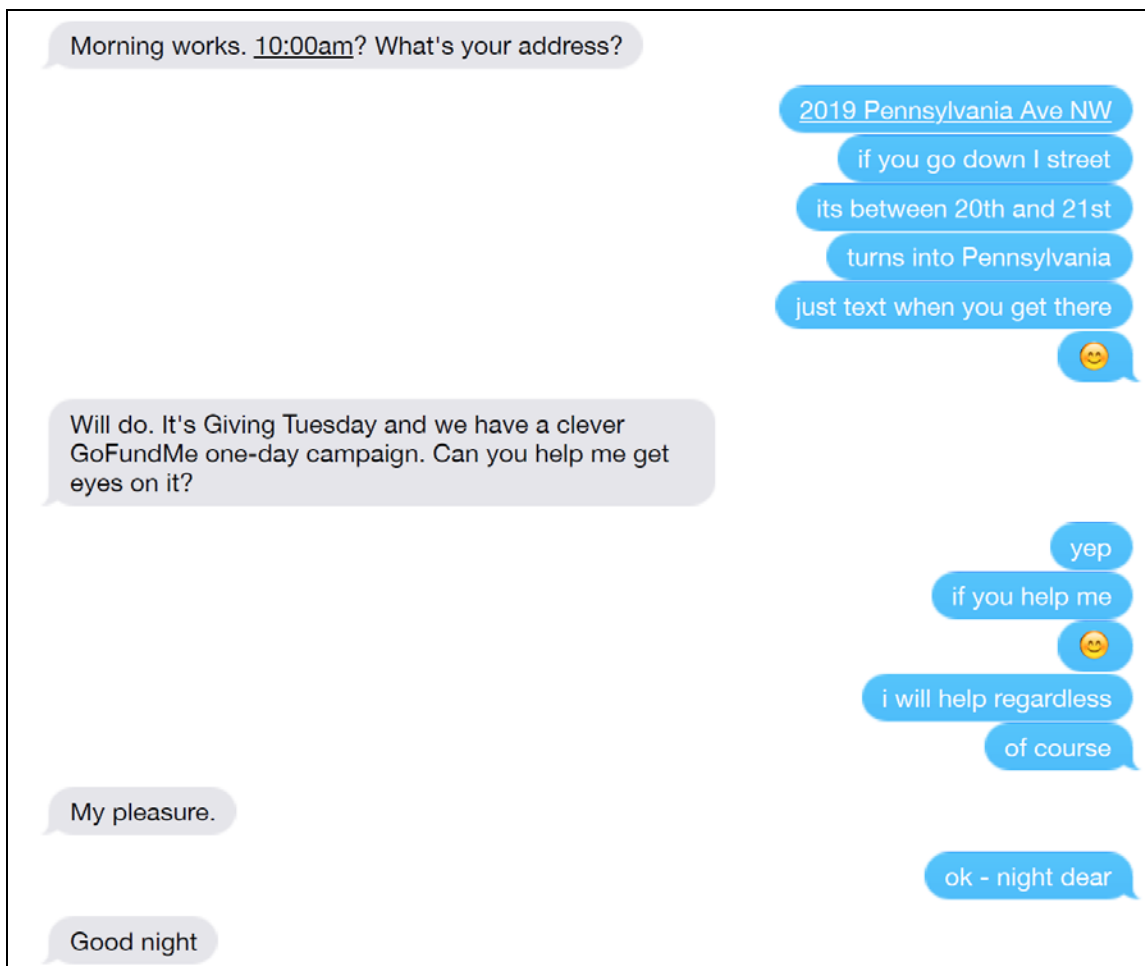 Morning works. 10:00am? What's your address?
2019 Pennsylvania Ave NW
if you go down I street
its between 20th and 21st
turns into Pennsylvania
just text when you get there
😊
Will do. It's Giving Tuesday and we have a clever
GoFundMe one-day campaign. Can you help me get
eyes on it?
yep
if you help me
😊
i will help regardless
of course
My pleasure.
ok - night dear
Good night